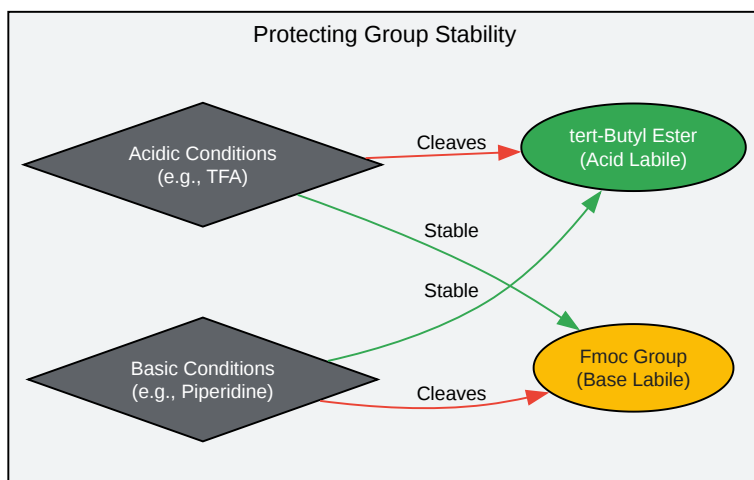 Protecting Group Stability
Acidic Conditions
(e.g., TFA)
Cleaves
tert-Butyl Ester
(Acid Labile)
Stable
Stable
Basic Conditions
(e.g., Piperidine)
Cleaves
Fmoc Group
(Base Labile)